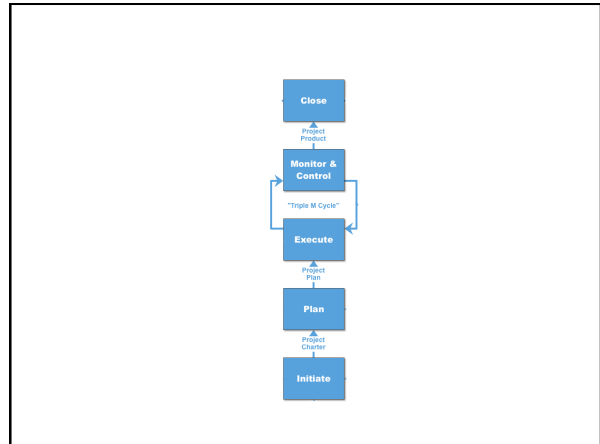 Close
Project
Product
Monitor &
Control
"Triple M Cycle"
Execute
Project
Plan
Plan
Project
Charter
Initiate